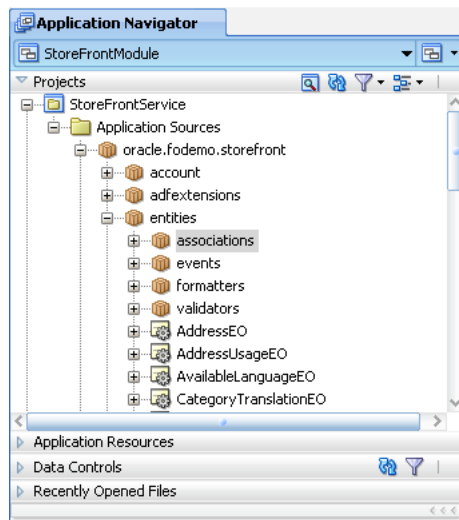 Application Navigator
StoreFrontModule
Projects
StoreFrontService
Application Sources
oracle.fodemo.storefront
account
adfextensions
entities
associations
events
formatters
validators
AddressEO
AddressUsageEO
AvailableLanguageEO
CategoryTranslationEO
Application Resources
Data Controls
Recently Opened Files